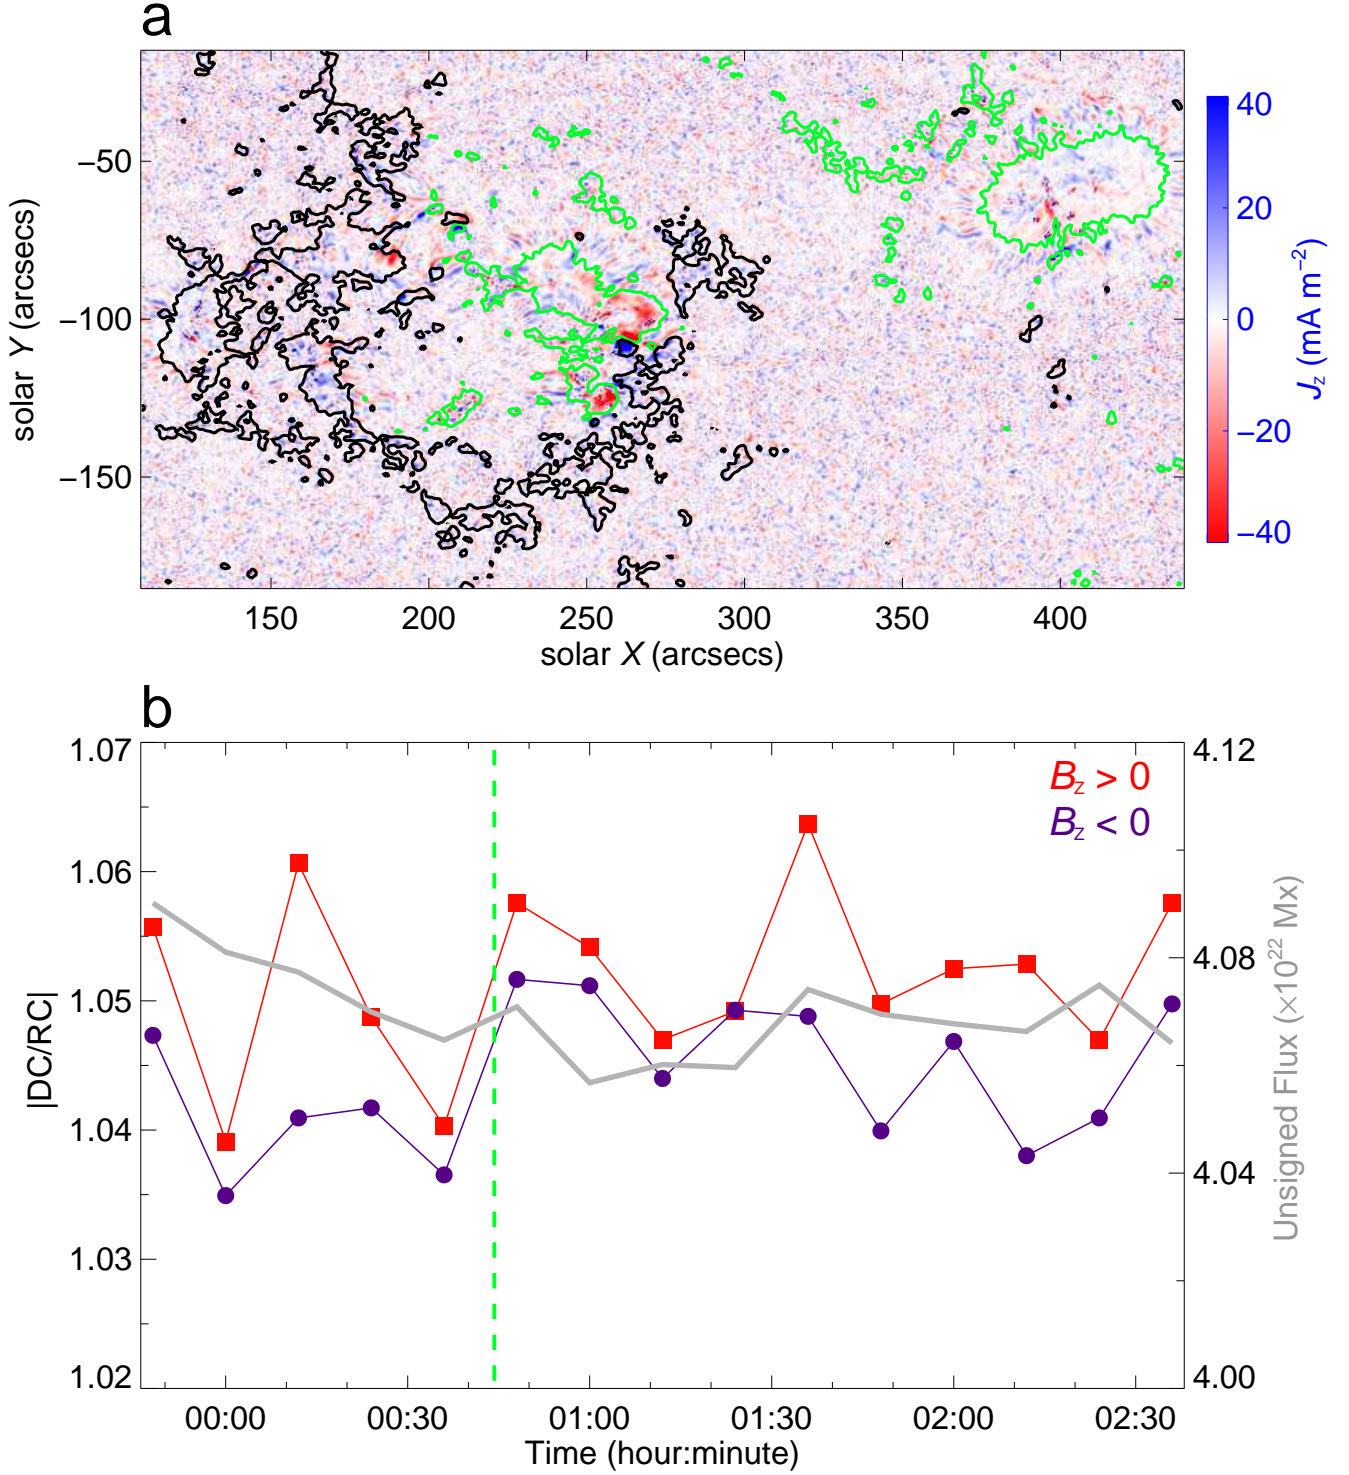 a
−50
−100
−150
solar Y (arcsecs)
150 200 250 300 350 400
solar X (arcsecs)
40
20
0
−20
−40
Jz (mA m−2)
b
1.07
1.06
1.05
1.04
1.03
1.02
|DC/RC|
Bz > 0
Bz < 0
4.12
4.08
4.04
4.00
Unsigned Flux (×10²² Mx)
00:00 00:30 01:00 01:30 02:00 02:30
Time (hour:minute)